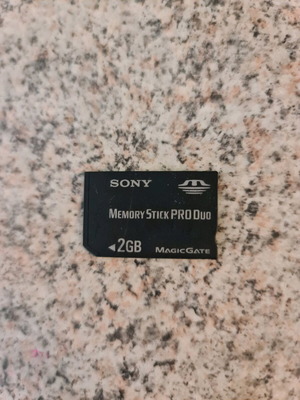 SONY
MEMORY STICK PRO DUO
◄2GB MAGICGATE